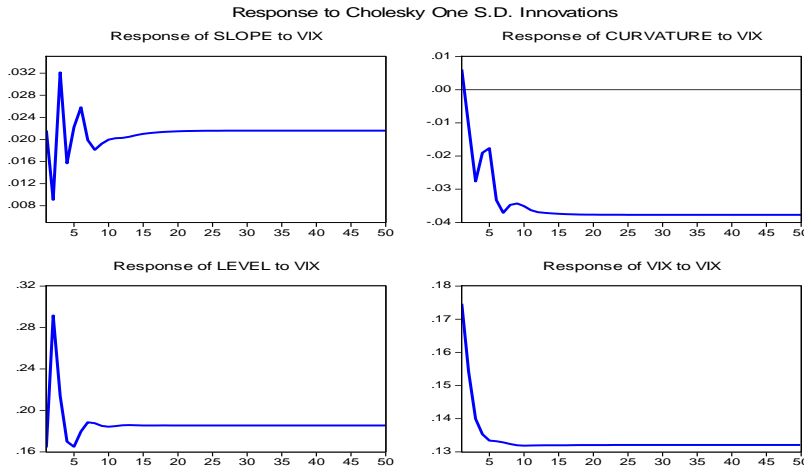 Response to Cholesky One S.D. Innovations
Response of SLOPE to VIX
.032
.028
.024
.020
.016
.012
.008
5 10 15 20 25 30 35 40 45 50
Response of CURVATURE to VIX
.01
.00
-.01
-.02
-.03
-.04
5 10 15 20 25 30 35 40 45 50
Response of LEVEL to VIX
.32
.28
.24
.20
.16
5 10 15 20 25 30 35 40 45 50
Response of VIX to VIX
.18
.17
.16
.15
.14
.13
5 10 15 20 25 30 35 40 45 50